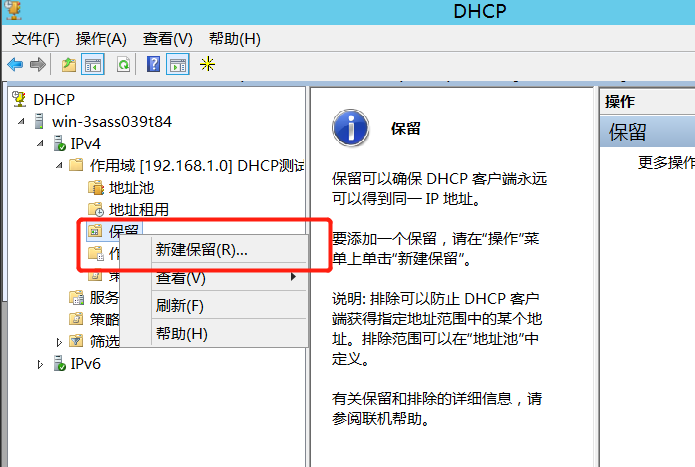 DHCP
文件(F) 操作(A) 查看(V) 帮助(H)
DHCP
win-3sass039t84
IPv4
作用域 [192.168.1.0] DHCP测试
地址池
地址租用
保留
新建保留(R)...
查看(V)
刷新(F)
帮助(H)
服务
策略
筛选
IPv6
保留
保留可以确保 DHCP 客户端永远
可以得到同一 IP 地址。
要添加一个保留，请在“操作”菜
单上单击“新建保留”。
说明: 排除可以防止 DHCP 客户
端获得指定地址范围中的某个地
址。排除范围可以在“地址池”中
定义。
有关保留和排除的详细信息，请
参阅联机帮助。
操作
保留
更多操作